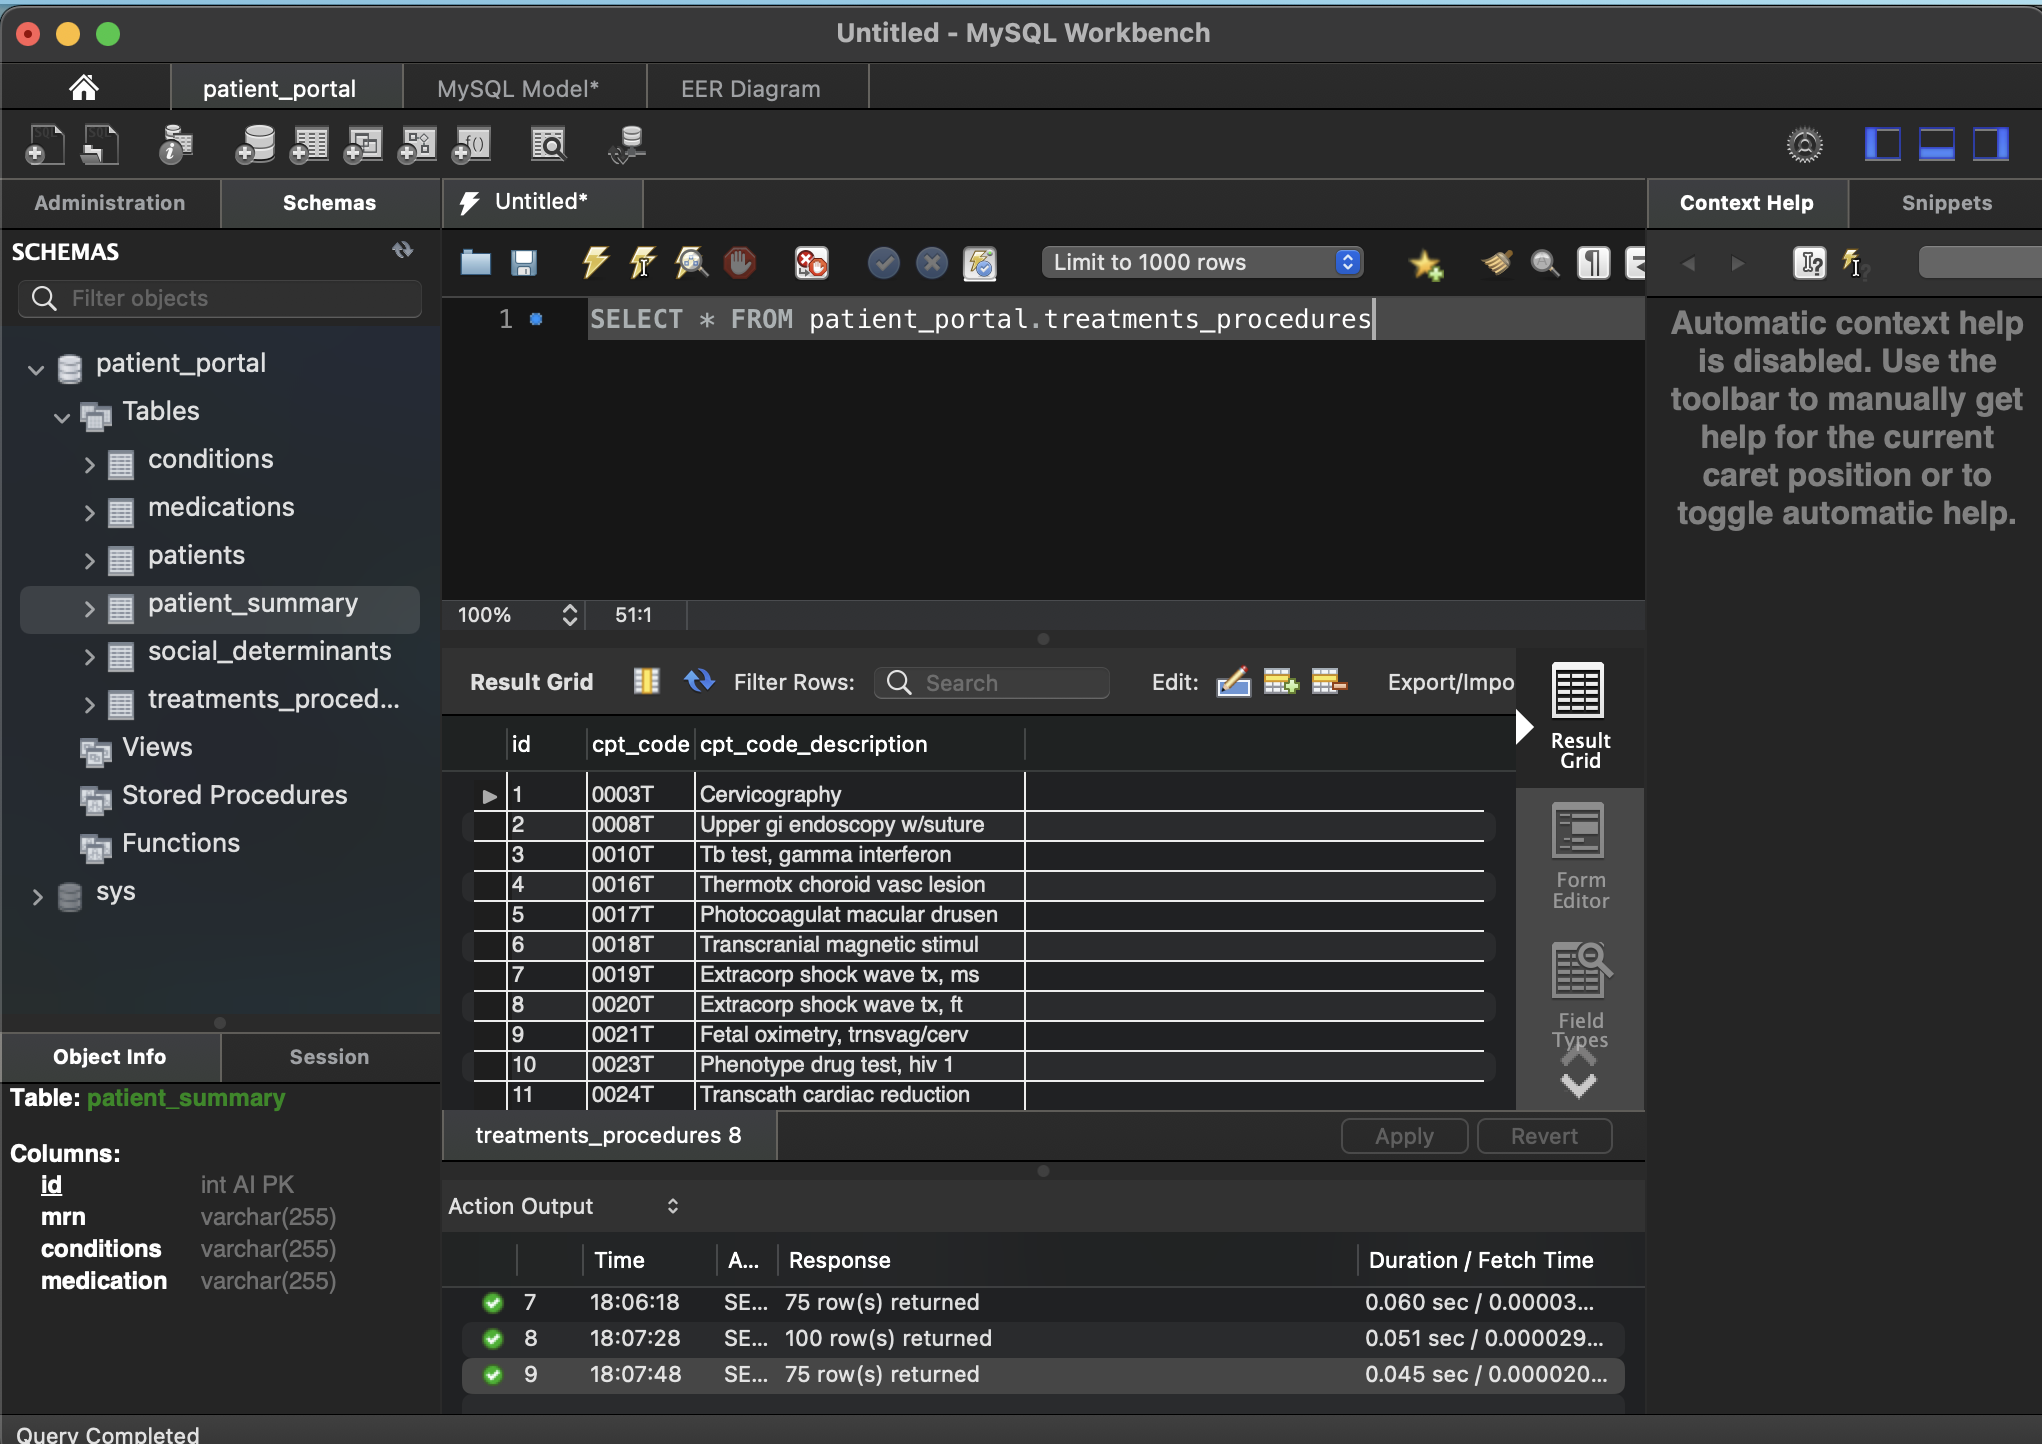 Untitled - MySQL Workbench
patient_portal
MySQL Model*
EER Diagram
Administration
Schemas
Untitled*
Context Help
Snippets
SCHEMAS
Filter objects
Limit to 1000 rows
1
SELECT * FROM patient_portal.treatments_procedures
Automatic context help
is disabled. Use the
toolbar to manually get
help for the current
caret position or to
toggle automatic help.
patient_portal
Tables
conditions
medications
patients
patient_summary
social_determinants
treatments_proced...
Views
Stored Procedures
Functions
sys
100%
51:1
Result Grid
Filter Rows:
Search
Edit:
Export/Impo
id cpt_code cpt_code_description
1 0003T Cervicography
2 0008T Upper gi endoscopy w/suture
3 0010T Tb test, gamma interferon
4 0016T Thermotx choroid vasc lesion
5 0017T Photocoagulat macular drusen
6 0018T Transcranial magnetic stimul
7 0019T Extracorp shock wave tx, ms
8 0020T Extracorp shock wave tx, ft
9 0021T Fetal oximetry, trnsvag/cerv
10 0023T Phenotype drug test, hiv 1
11 0024T Transcath cardiac reduction
Result
Grid
Form
Editor
Field
Types
treatments_procedures 8
Apply
Revert
Object Info
Session
Table: patient_summary
Columns:
id int AI PK
mrn varchar(255)
conditions varchar(255)
medication varchar(255)
Action Output
Time A... Response Duration / Fetch Time
7 18:06:18 SE... 75 row(s) returned 0.060 sec / 0.00003...
8 18:07:28 SE... 100 row(s) returned 0.051 sec / 0.000029...
9 18:07:48 SE... 75 row(s) returned 0.045 sec / 0.000020...
Query Completed